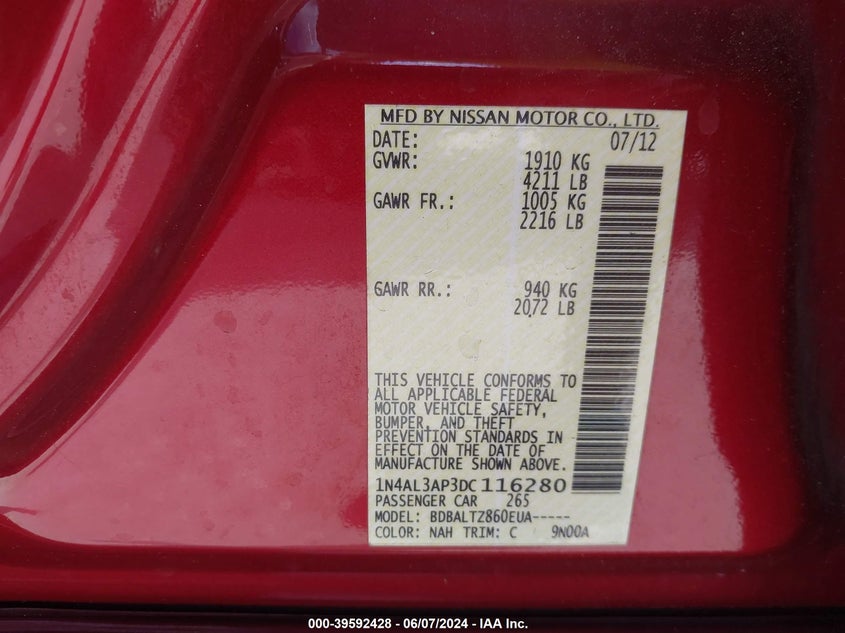 MFD BY NISSAN MOTOR CO., LTD.
DATE: 07/12
GVWR: 1910 KG
4211 LB
GAWR FR.: 1005 KG
2216 LB
GAWR RR.: 940 KG
2072 LB
THIS VEHICLE CONFORMS TO
ALL APPLICABLE FEDERAL
MOTOR VEHICLE SAFETY,
BUMPER, AND THEFT
PREVENTION STANDARDS IN
EFFECT ON THE DATE OF
MANUFACTURE SHOWN ABOVE.
1N4AL3AP3DC116280
PASSENGER CAR 265
MODEL: BDBALTZ860EUA-----
COLOR: NAH TRIM: C 9N00A
000-39592428 - 06/07/2024 - IAA Inc.